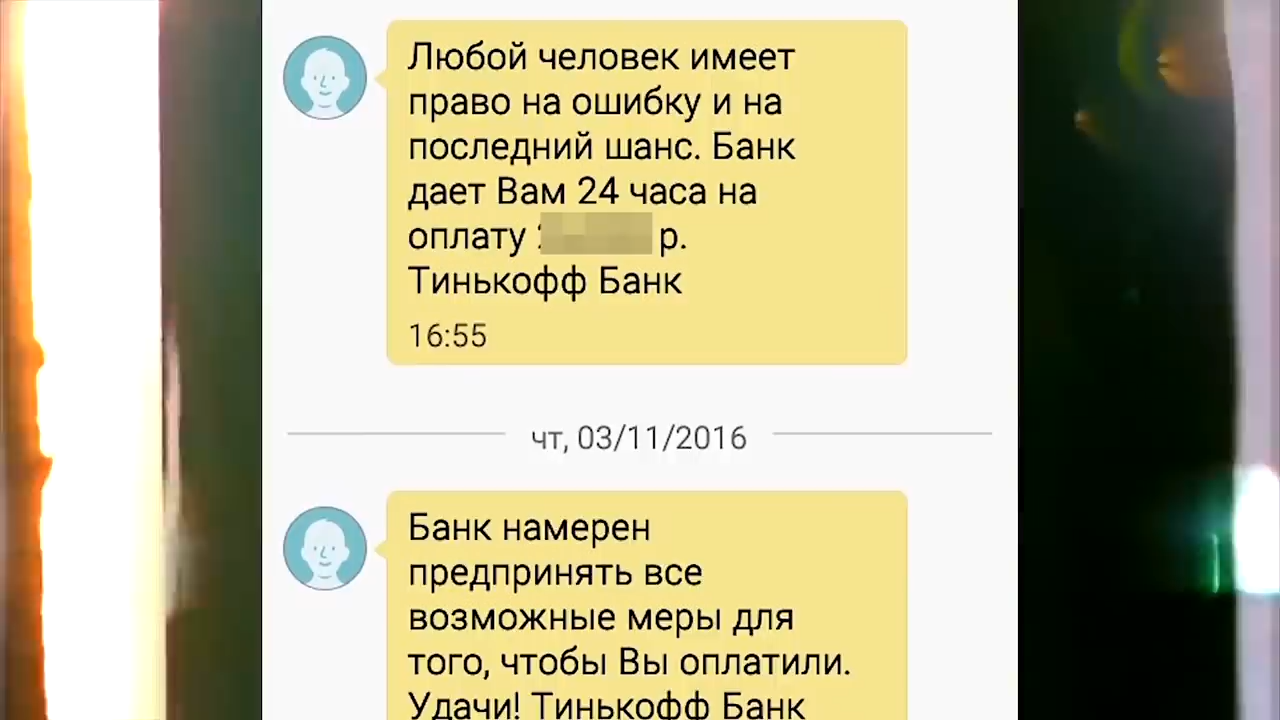 Любой человек имеет
право на ошибку и на
последний шанс. Банк
дает Вам 24 часа на
оплату р.
Тинькофф Банк
16:55
чт, 03/11/2016
Банк намерен
предпринять все
возможные меры для
того, чтобы Вы оплатили.
Удачи! Тинькофф Банк